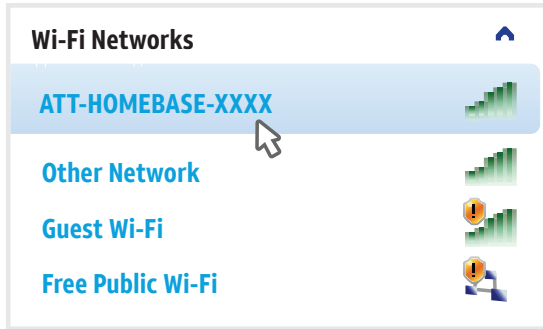 Wi-Fi Networks
ATT-HOMEBASE-XXXX
Other Network
Guest Wi-Fi
Free Public Wi-Fi